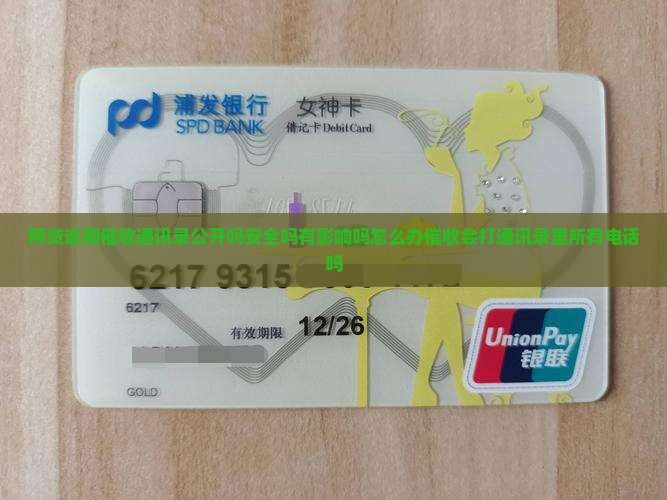 浦发银行
SPD BANK
女神卡
借记卡 Debit Card
网贷逾期催收通讯录公开吗安全吗有影响吗怎么办催收会打通讯录里所有电话
吗
6217 9315
6217
有效期限 12/26
GOLD
UnionPay
银联